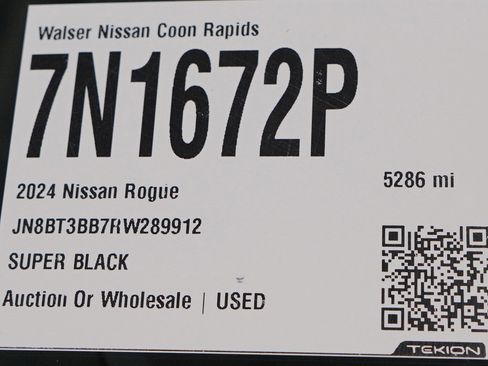 Walser Nissan Coon Rapids
7N1672P
2024 Nissan Rogue
5286 mi
JN8BT3BB7RW289912
SUPER BLACK
Auction Or Wholesale | USED
TEKION